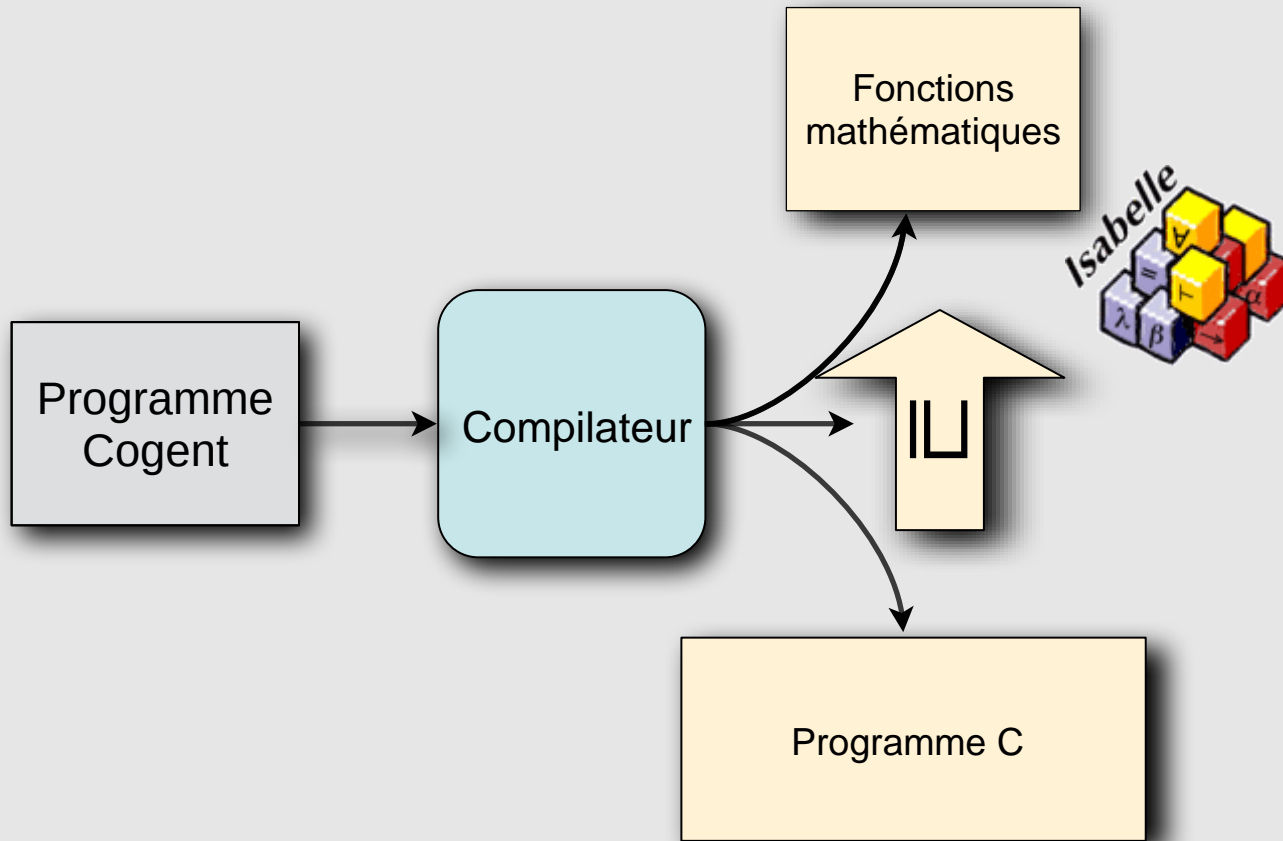 Fonctions
mathématiques
Isabelle
∀
=
⊢
α
λ
β
→
Programme
Cogent
Compilateur
Programme C